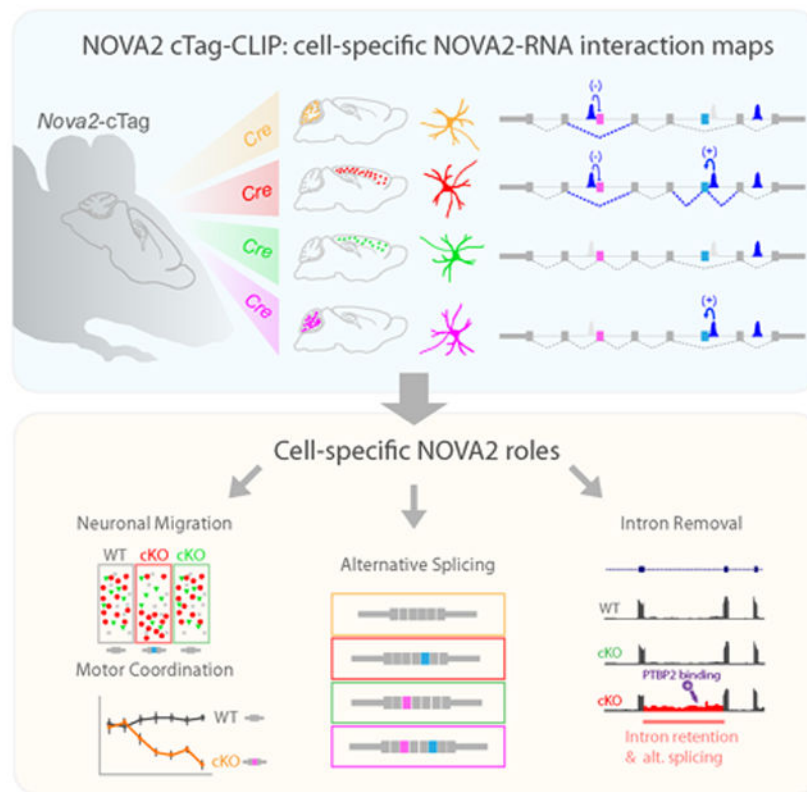 NOVA2 cTag-CLIP: cell-specific NOVA2-RNA interaction maps
Nova2-cTag
Cre
(-)
Cre
(-)
(+)
Cre
Cre
(+)
Cell-specific NOVA2 roles
Neuronal Migration
WT cKO cKO
Motor Coordination
WT
cKO
Alternative Splicing
Intron Removal
WT
cKO
PTBP2 binding
cKO
Intron retention
& alt. splicing